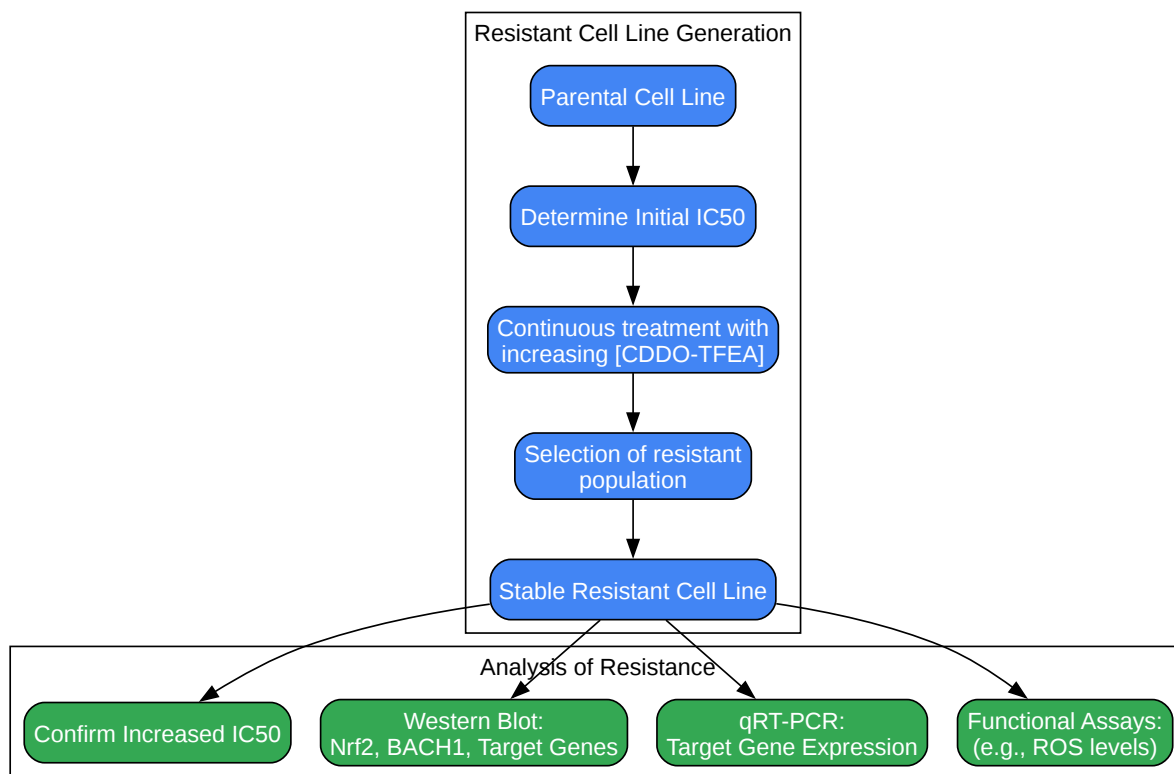 Resistant Cell Line Generation
Parental Cell Line
Determine Initial IC50
Continuous treatment with
increasing [CDDO-TFEA]
Selection of resistant
population
Stable Resistant Cell Line
Analysis of Resistance
Confirm Increased IC50
Western Blot:
Nrf2, BACH1, Target Genes
qRT-PCR:
Target Gene Expression
Functional Assays:
(e.g., ROS levels)